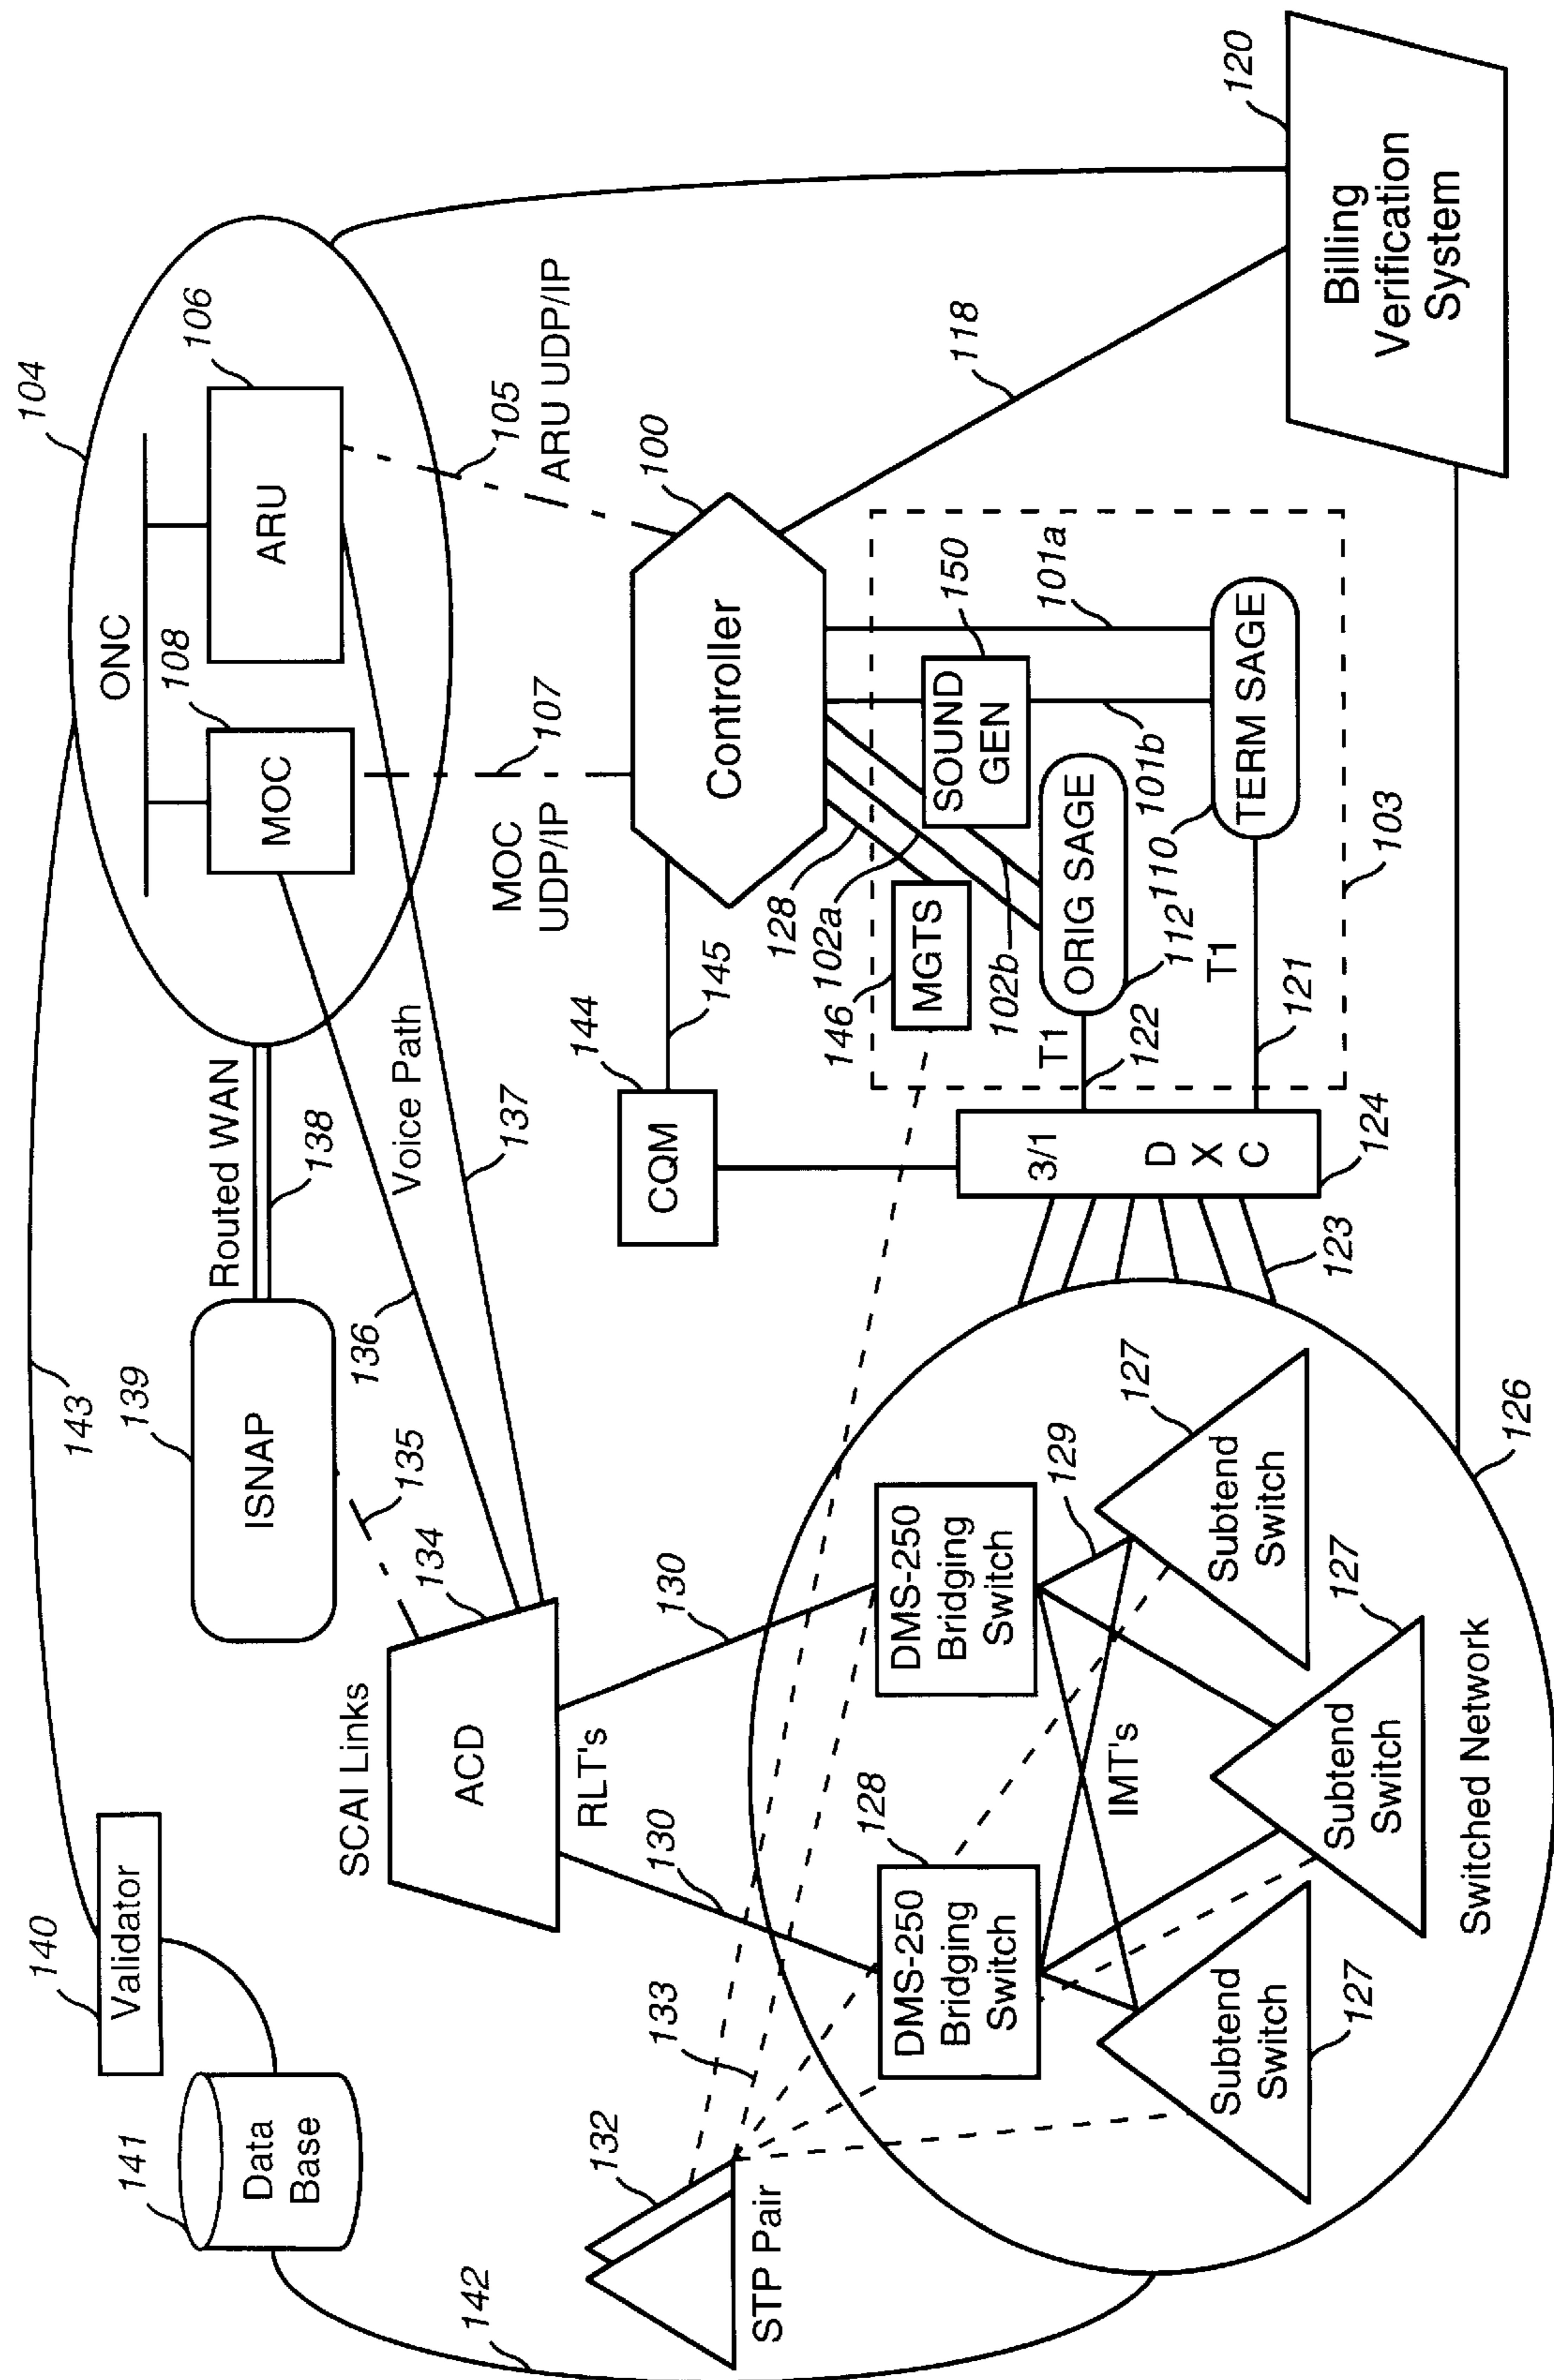 141
Data
Base
140
Validator
142
143
139
ISNAP
Routed WAN
138
104
ONC
108
MOC
106
ARU
132
STP Pair
133
SCAI Links
ACD
134
135
RLT's
130
130
136
Voice Path
137
MOC
UDP/IP
107
105
ARU UDP/IP
100
Controller
144
CQM
145
128
146
MGTS
102a
102b
SOUND
GEN
150
101a
101b
ORIG SAGE
112
110
TERM SAGE
T1
122
T1
121
103
3/1
D
X
C
124
123
118
120
Billing
Verification
System
128
DMS-250
Bridging
Switch
DMS-250
Bridging
Switch
129
IMT's
127
Subtend
Switch
127
Subtend
Switch
127
Subtend
Switch
126
Switched Network